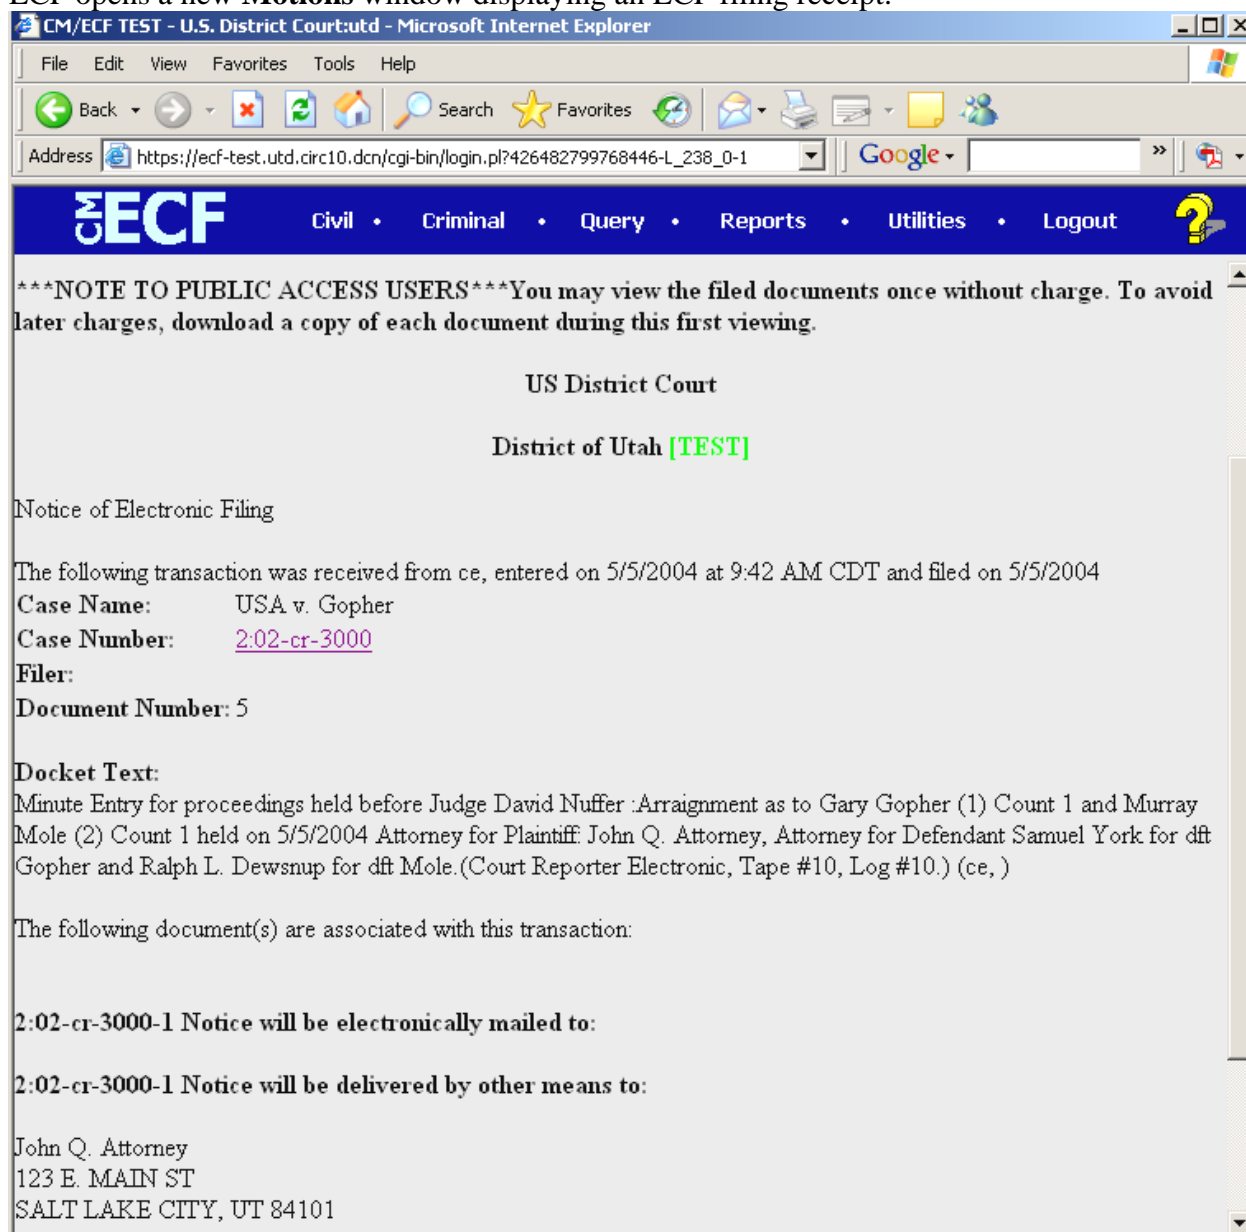 ECF opens a new Motions window displaying an ECF filing receipt.
CM/ECF TEST - U.S. District Court:utd - Microsoft Internet Explorer
File Edit View Favorites Tools Help
Back Search Favorites
Address https://ecf-test.utd.circ10.dcn/cgi-bin/login.pl?426482799768446-L_238_0-1 Google »
CM ECF Civil • Criminal • Query • Reports • Utilities • Logout ?
***NOTE TO PUBLIC ACCESS USERS***You may view the filed documents once without charge. To avoid
later charges, download a copy of each document during this first viewing.
US District Court
District of Utah [TEST]
Notice of Electronic Filing
The following transaction was received from ce, entered on 5/5/2004 at 9:42 AM CDT and filed on 5/5/2004
Case Name: USA v. Gopher
Case Number: 2:02-cr-3000
Filer:
Document Number: 5
Docket Text:
Minute Entry for proceedings held before Judge David Nuffer :Arraignment as to Gary Gopher (1) Count 1 and Murray
Mole (2) Count 1 held on 5/5/2004 Attorney for Plaintiff: John Q. Attorney, Attorney for Defendant Samuel York for dft
Gopher and Ralph L. Dewsnup for dft Mole.(Court Reporter Electronic, Tape #10, Log #10.) (ce, )
The following document(s) are associated with this transaction:
2:02-cr-3000-1 Notice will be electronically mailed to:
2:02-cr-3000-1 Notice will be delivered by other means to:
John Q. Attorney
123 E. MAIN ST
SALT LAKE CITY, UT 84101